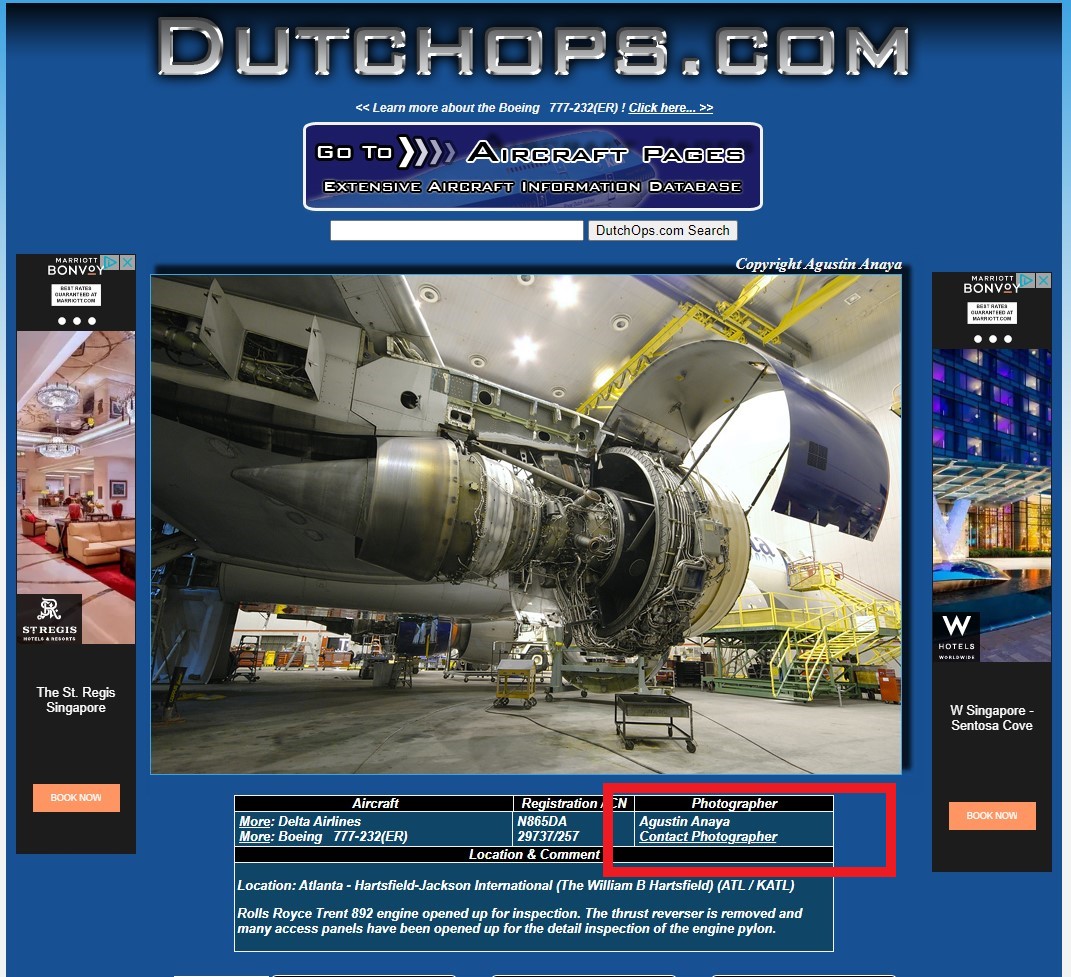 Dutchops.com
<< Learn more about the Boeing 777-232(ER) ! Click here... >>
Go To Aircraft Pages
Extensive Aircraft Information Database
DutchOps.com Search
Copyright Agustin Anaya
MARRIOTT
BONVOY
BEST RATES
GUARANTEED AT
MARRIOTT.COM
ST REGIS
HOTELS & RESORTS
The St. Regis
Singapore
BOOK NOW
MARRIOTT
BONVOY
BEST RATES
GUARANTEED AT
MARRIOTT.COM
W
HOTELS
WORLDWIDE
W Singapore -
Sentosa Cove
BOOK NOW
Aircraft Registration CN Photographer
More: Delta Airlines N865DA Agustin Anaya
More: Boeing 777-232(ER) 29737/257 Contact Photographer
Location & Comment
Location: Atlanta - Hartsfield-Jackson International (The William B Hartsfield) (ATL / KATL)
Rolls Royce Trent 892 engine opened up for inspection. The thrust reverser is removed and
many access panels have been opened up for the detail inspection of the engine pylon.